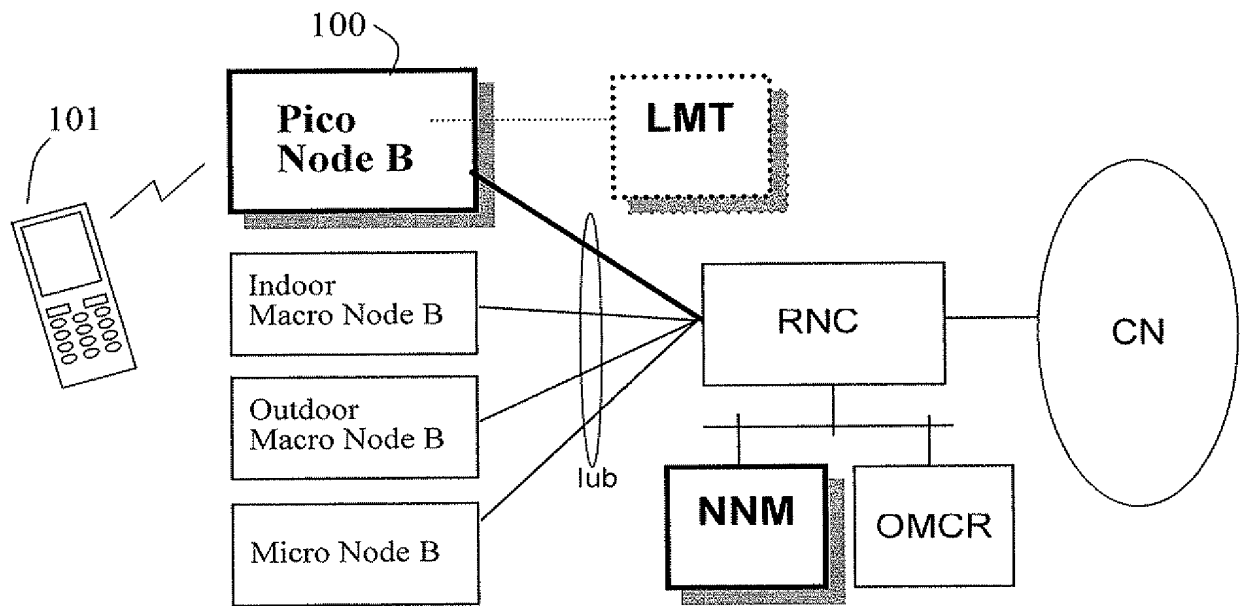 100
101
Pico
Node B
LMT
Indoor
Macro Node B
RNC
CN
Outdoor
Macro Node B
Iub
NNM
OMCR
Micro Node B